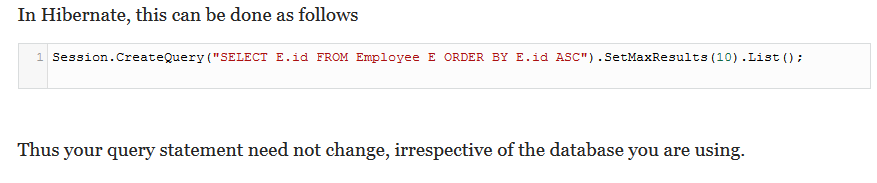 In Hibernate, this can be done as follows
1 Session.CreateQuery("SELECT E.id FROM Employee E ORDER BY E.id ASC").SetMaxResults(10).List();
Thus your query statement need not change, irrespective of the database you are using.